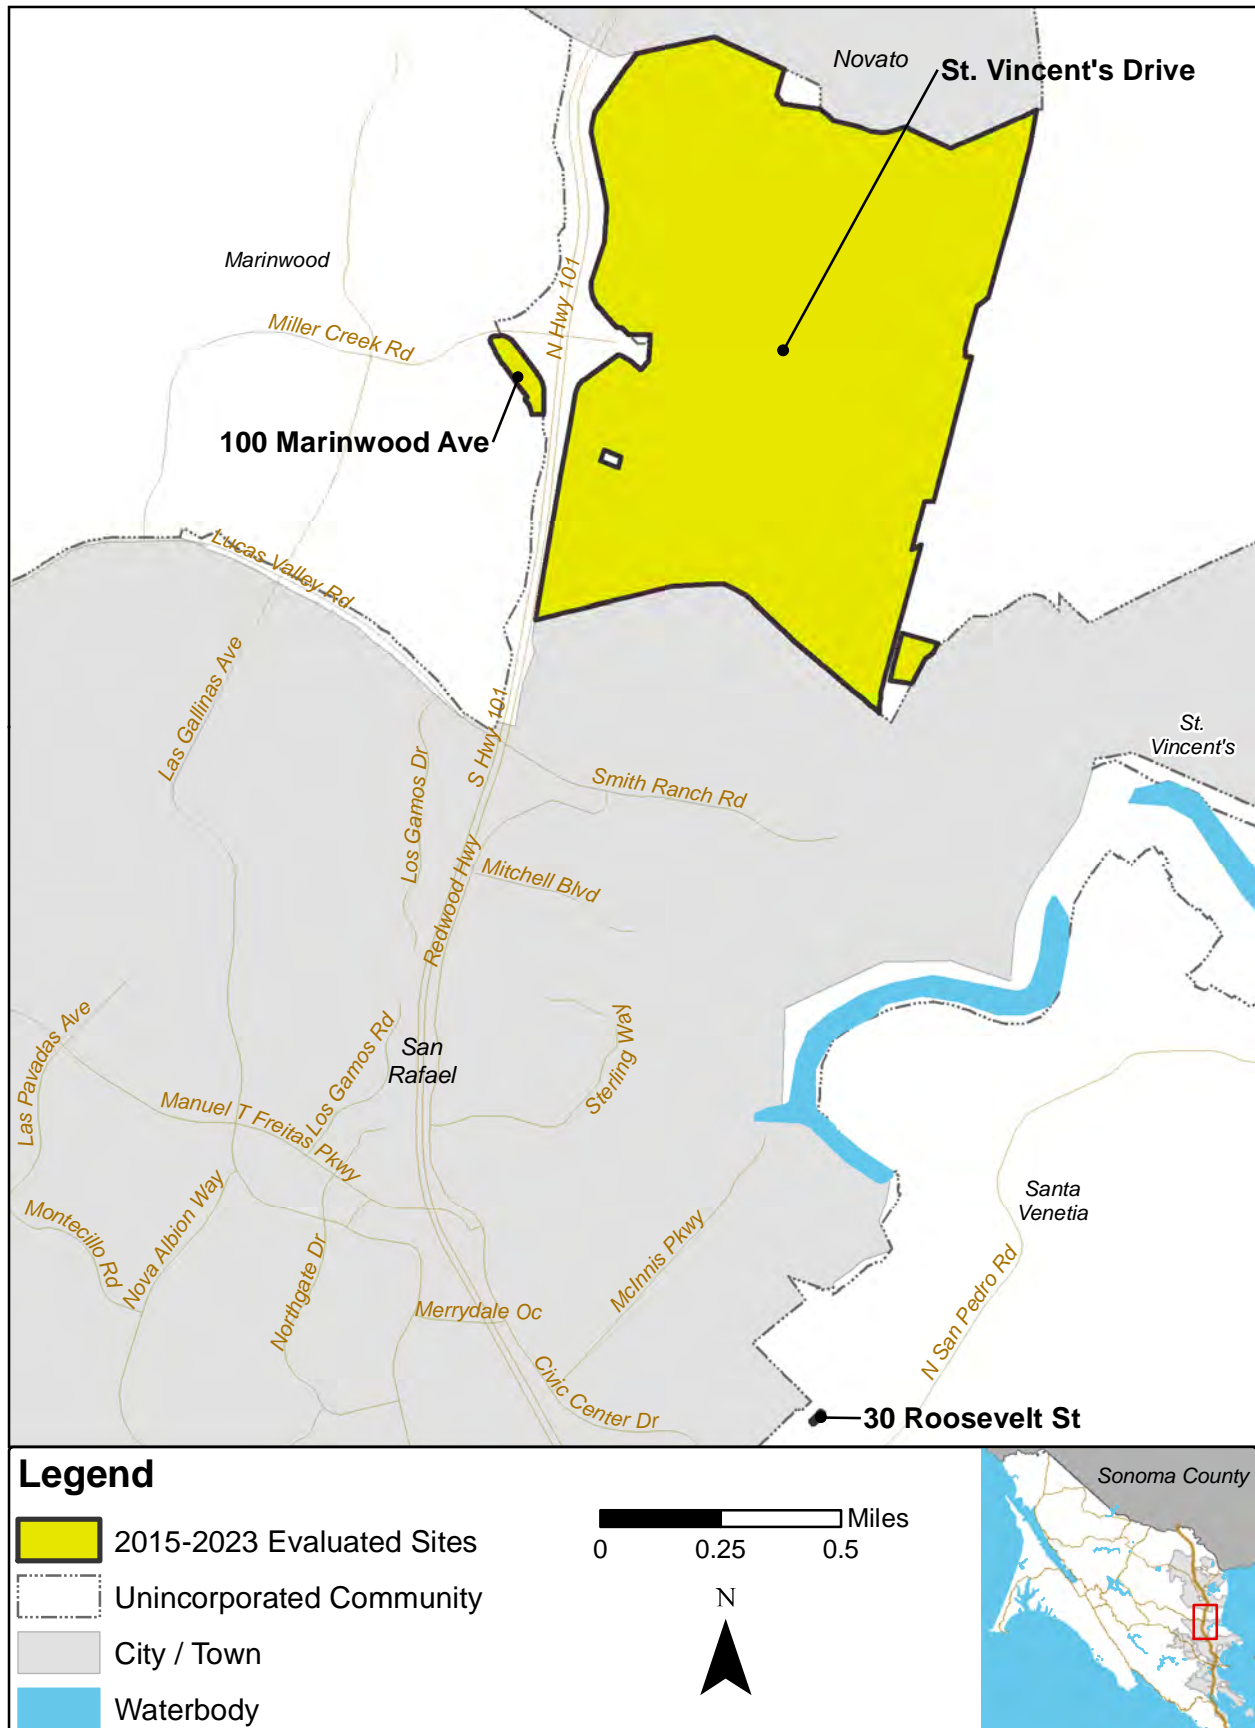 Novato
St. Vincent's Drive
Marinwood
N Hwy 101
Miller Creek Rd
100 Marinwood Ave
Lucas Valley Rd
Las Gallinas Ave
S Hwy 101
St.
Vincent's
Los Gamos Dr
Smith Ranch Rd
Redwood Hwy
Mitchell Blvd
Las Pavadas Ave
Los Gamos Rd
San
Rafael
Sterling Way
Manuel T Freitas Pkwy
Montecillo Rd
Nova Albion Way
Northgate Dr
McInnis Pkwy
Santa
Venetia
N San Pedro Rd
Merrydale Oc
Civic Center Dr
30 Roosevelt St
Legend
2015-2023 Evaluated Sites
Unincorporated Community
City / Town
Waterbody
Miles
0 0.25 0.5
N
Sonoma County